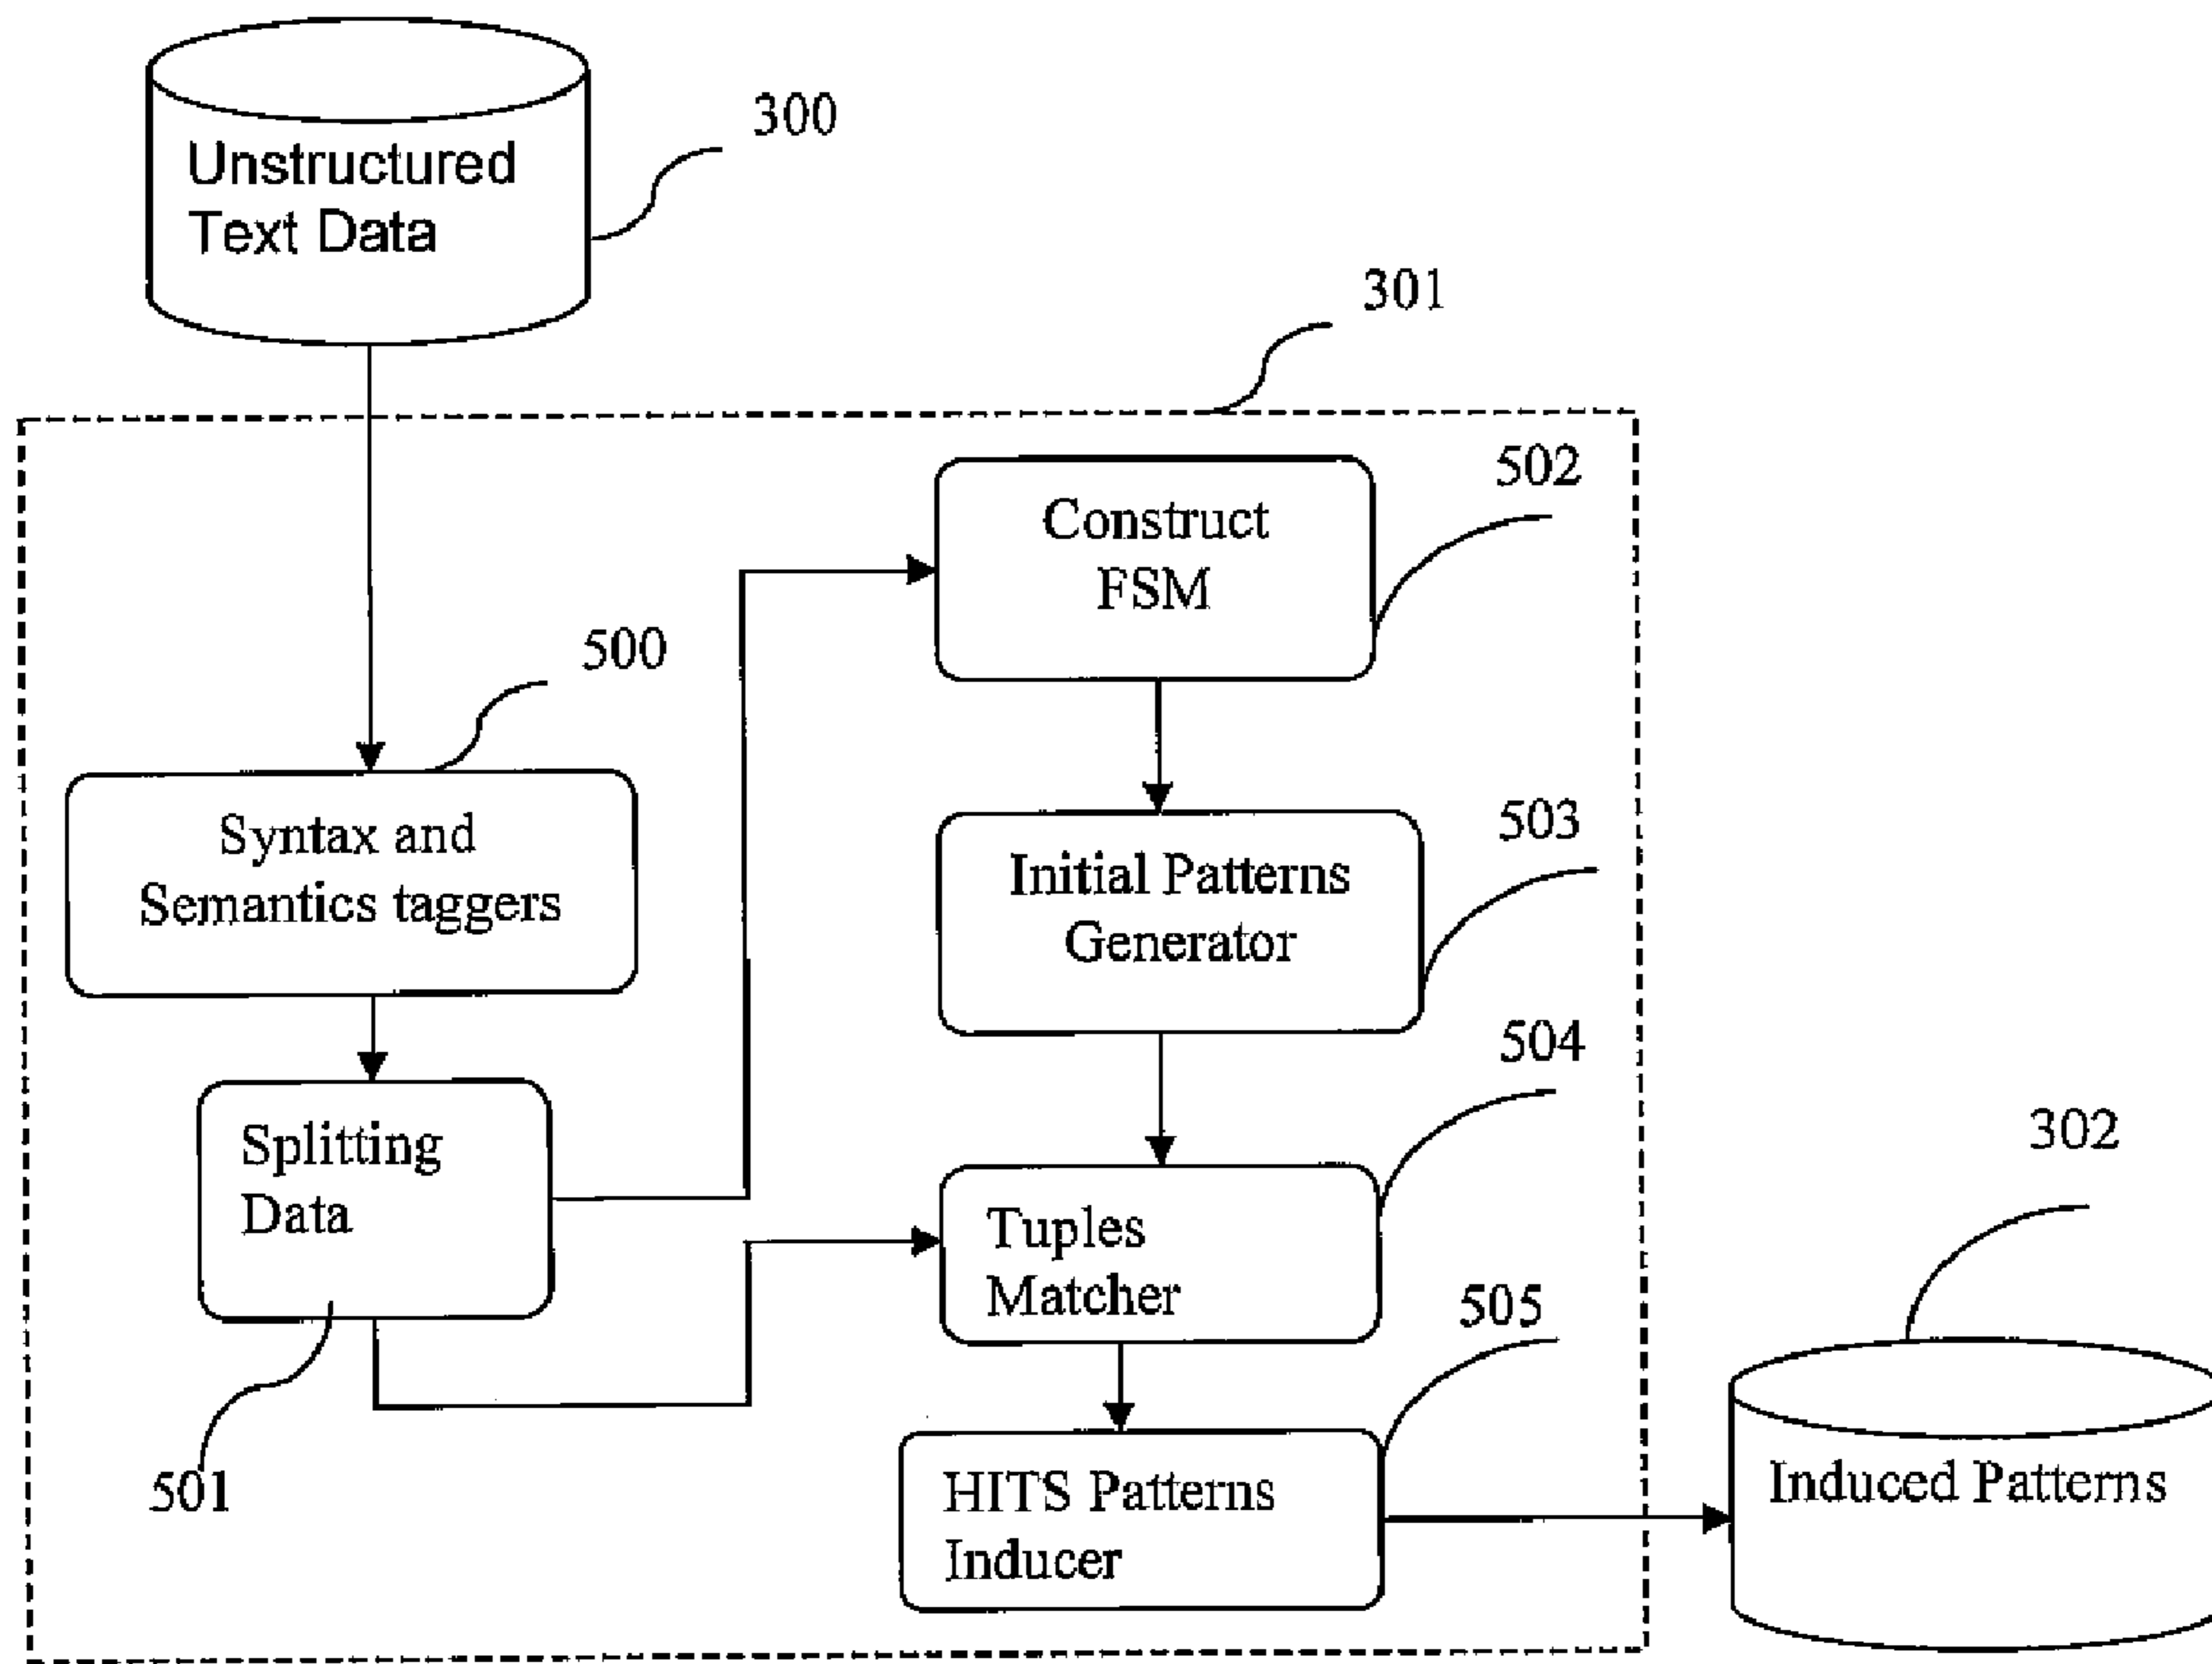 300
Unstructured
Text Data
301
502
Construct
FSM
500
Syntax and
Semantics taggers
503
Initial Patterns
Generator
504
Splitting
Data
Tuples
Matcher
302
505
501
HITS Patterns
Inducer
Induced Patterns